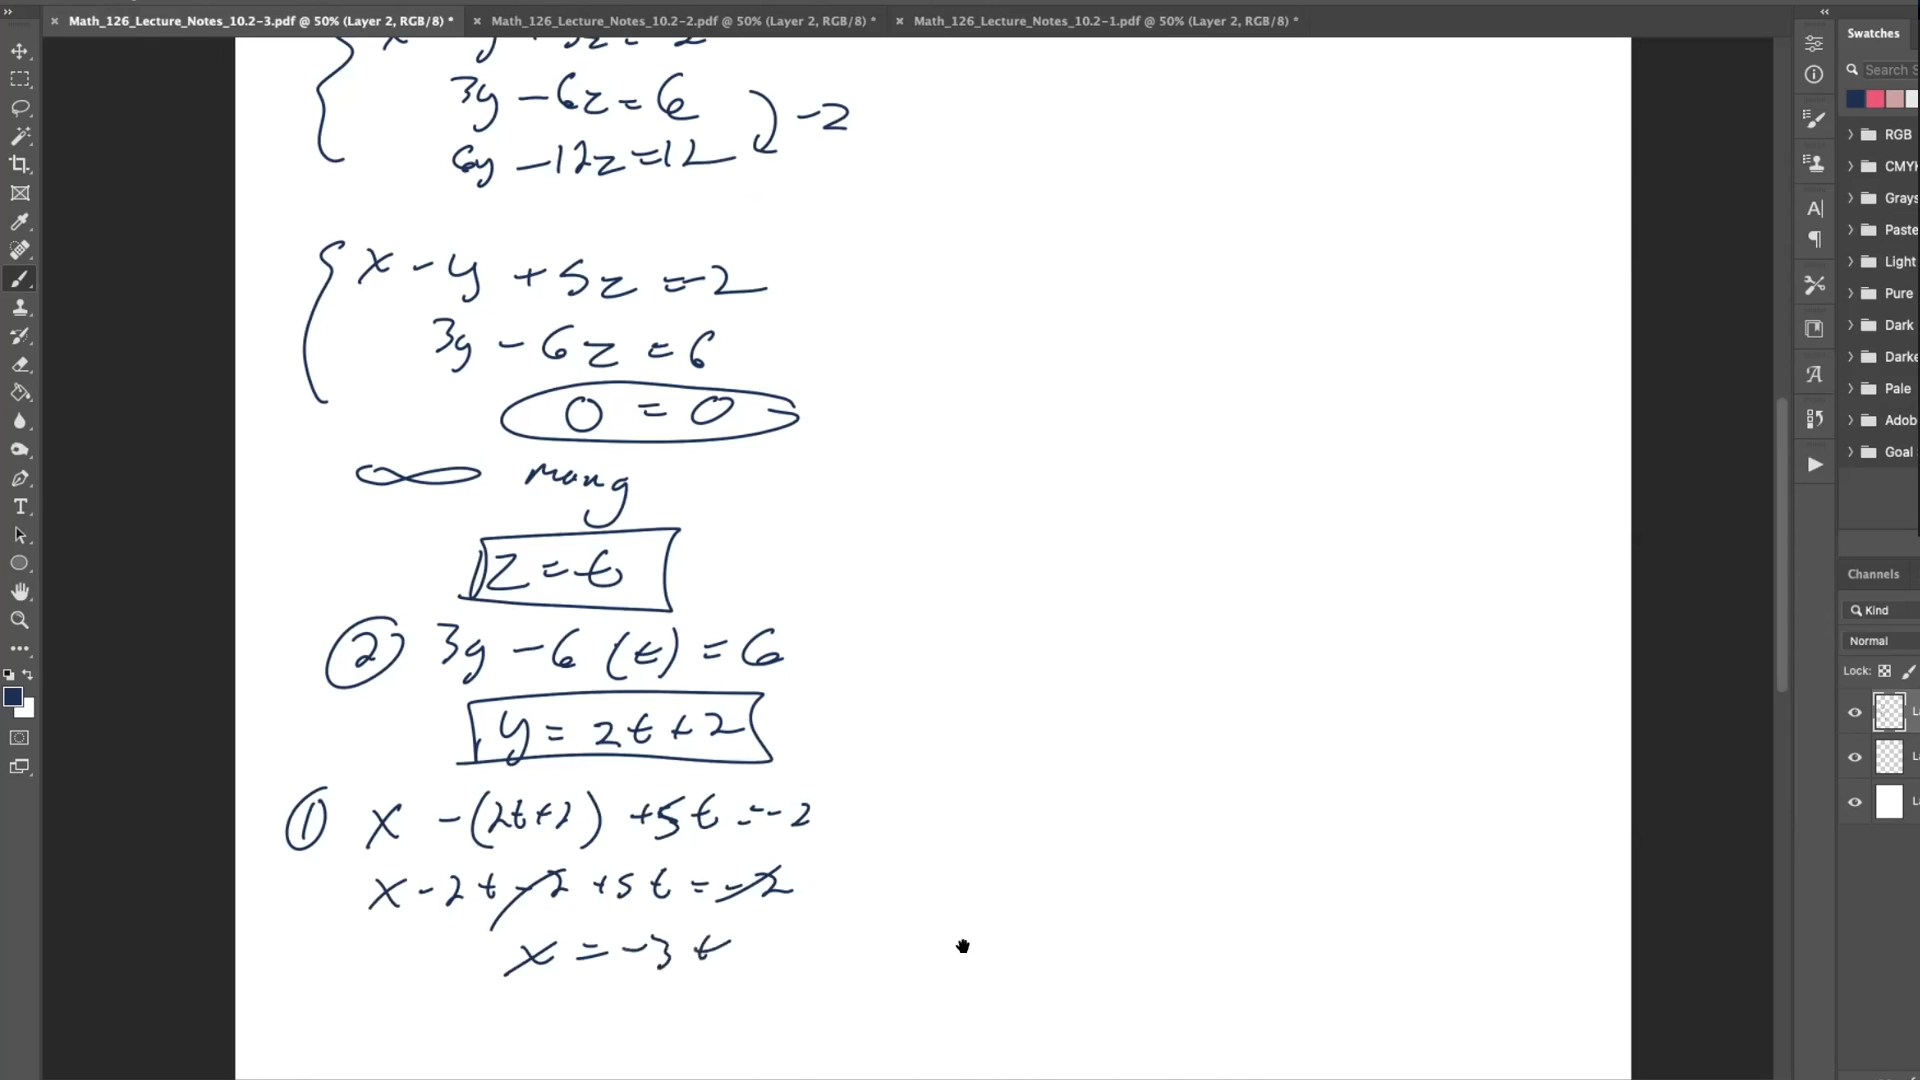 Math_126_Lecture_Notes_10.2-3.pdf @ 50% (Layer 2, RGB/8) *
Math_126_Lecture_Notes_10.2-2.pdf @ 50% (Layer 2, RGB/8) *
Math_126_Lecture_Notes_10.2-1.pdf @ 50% (Layer 2, RGB/8) *
3y - 6z = 6
-2
6y - 12z = 12
x - y + 5z = -2
3y - 6z = 6
0 = 0
∞ many
z = t
② 3y - 6 (t) = 6
y = 2t + 2
① x - (2t+2) + 5t = -2
x - 2t - 2 + 5t = -2
x = -3t
Swatches
Search S
RGB
CMYK
Grays
Paste
Light
Pure
Dark
Darke
Pale
Adob
Goal
Channels
Kind
Normal
Lock: